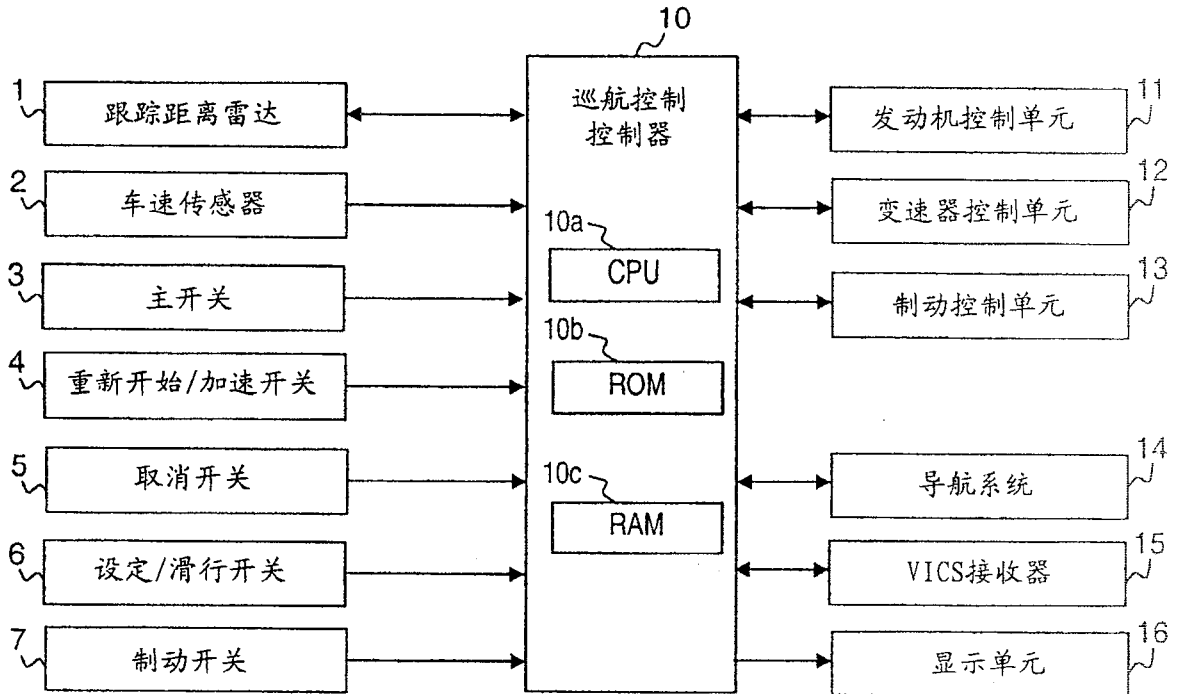 10
1
跟踪距离雷达
2
车速传感器
3
主开关
4
重新开始/加速开关
5
取消开关
6
设定/滑行开关
7
制动开关
巡航控制
控制器
10a
CPU
10b
ROM
10c
RAM
11
发动机控制单元
12
变速器控制单元
13
制动控制单元
14
导航系统
15
VICS接收器
16
显示单元